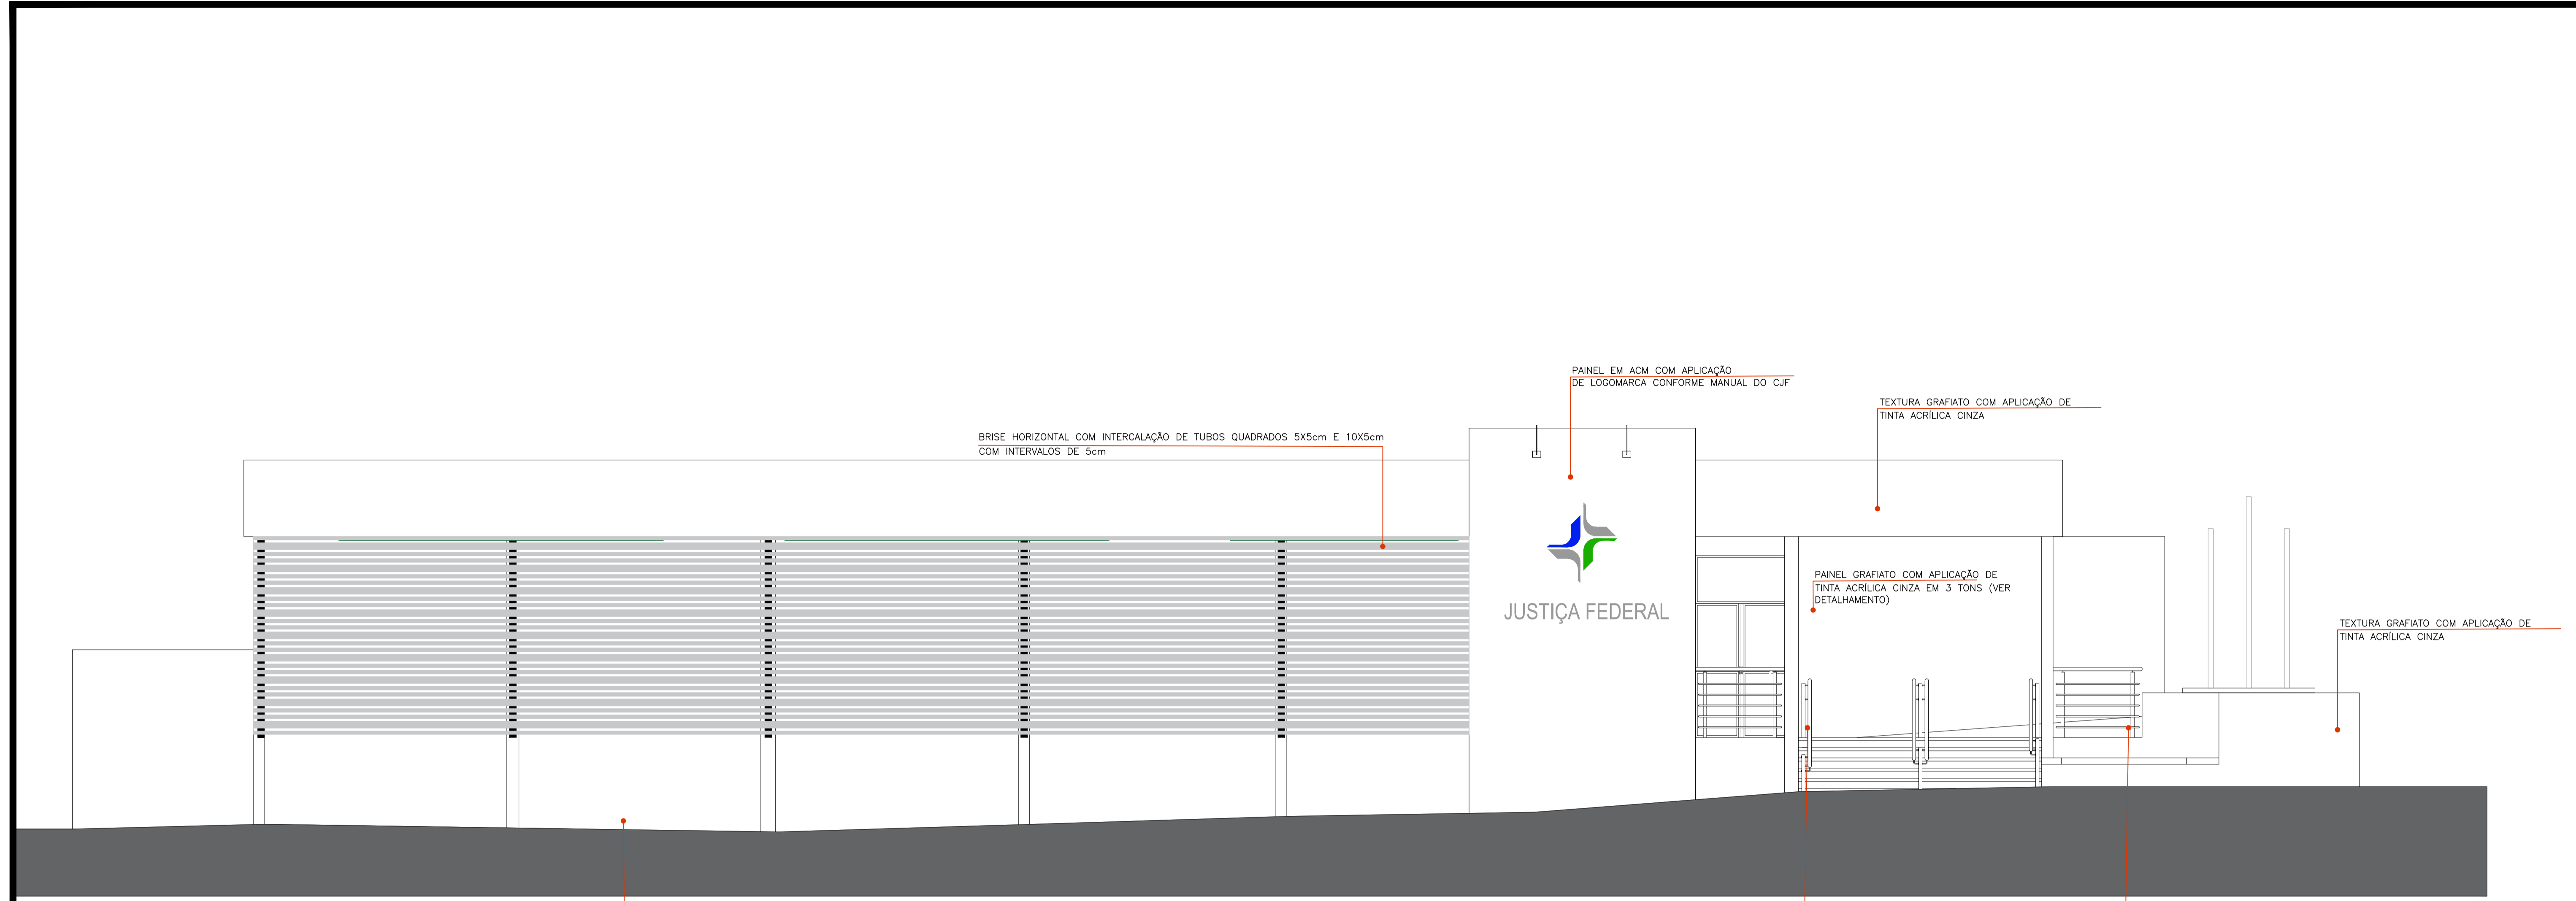 PAINEL EM ACM COM APLICAÇÃO
DE LOGOMARCA CONFORME MANUAL DO CJF
TEXTURA GRAFIATO COM APLICAÇÃO DE
TINTA ACRÍLICA CINZA
BRISE HORIZONTAL COM INTERCALAÇÃO DE TUBOS QUADRADOS 5X5cm E 10X5cm
COM INTERVALOS DE 5cm
PAINEL GRAFIATO COM APLICAÇÃO DE
TINTA ACRÍLICA CINZA EM 3 TONS (VER
DETALHAMENTO)
JUSTIÇA FEDERAL
TEXTURA GRAFIATO COM APLICAÇÃO DE
TINTA ACRÍLICA CINZA